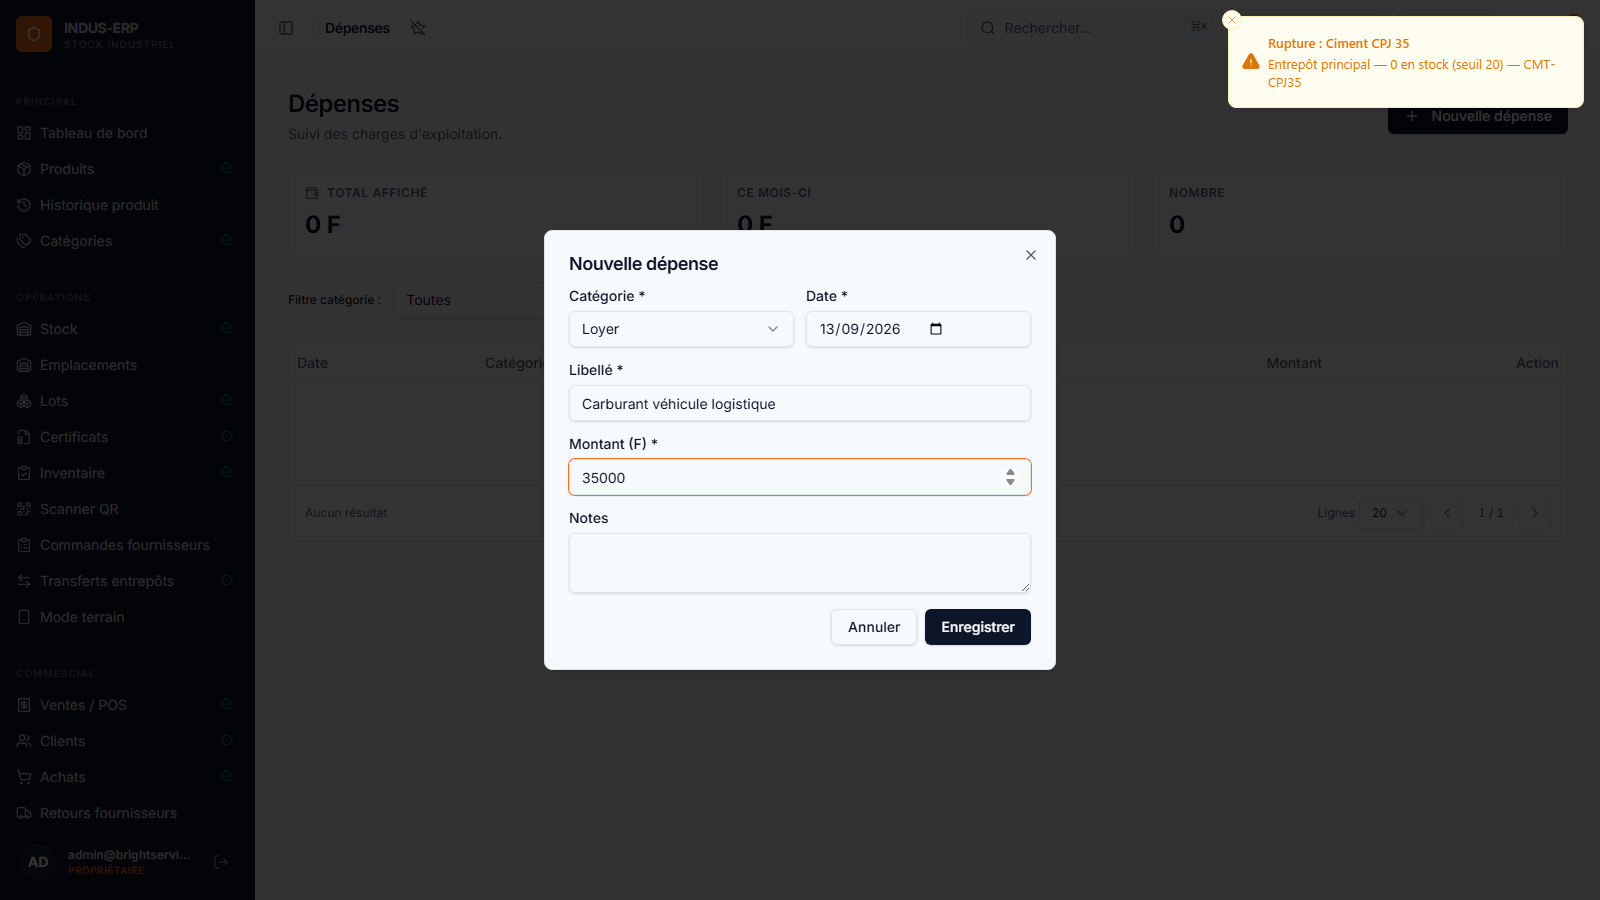 INDUS-ERP
STOCK INDUSTRIEL
PRINCIPAL
Tableau de bord
Produits
Historique produit
Catégories
OPÉRATIONS
Stock
Emplacements
Lots
Certificats
Inventaire
Scanner QR
Commandes fournisseurs
Transferts entrepôts
Mode terrain
COMMERCIAL
Ventes / POS
Clients
Achats
Retours fournisseurs
AD
admin@brightservi...
PROPRIÉTAIRE
Dépenses
Rechercher...
⌘K
Rupture : Ciment CPJ 35
Entrepôt principal — 0 en stock (seuil 20) — CMT-
CPJ35
Dépenses
Suivi des charges d'exploitation.
+ Nouvelle dépense
TOTAL AFFICHÉ
0 F
CE MOIS-CI
0 F
NOMBRE
0
Filtre catégorie :
Toutes
Date
Montant
Action
Aucun résultat
Lignes
20
1 / 1
Nouvelle dépense
Catégorie *
Date *
Loyer
13/09/2026
Libellé *
Carburant véhicule logistique
Montant (F) *
35000
Notes
Annuler
Enregistrer